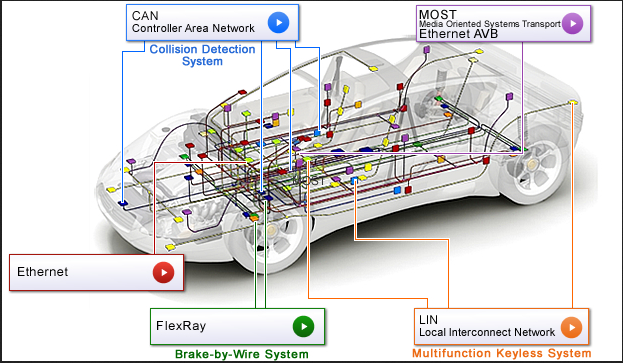 CAN
Controller Area Network
Collision Detection
System
MOST
Media Oriented Systems Transport
Ethernet AVB
Ethernet
FlexRay
Brake-by-Wire System
LIN
Local Interconnect Network
Multifunction Keyless System